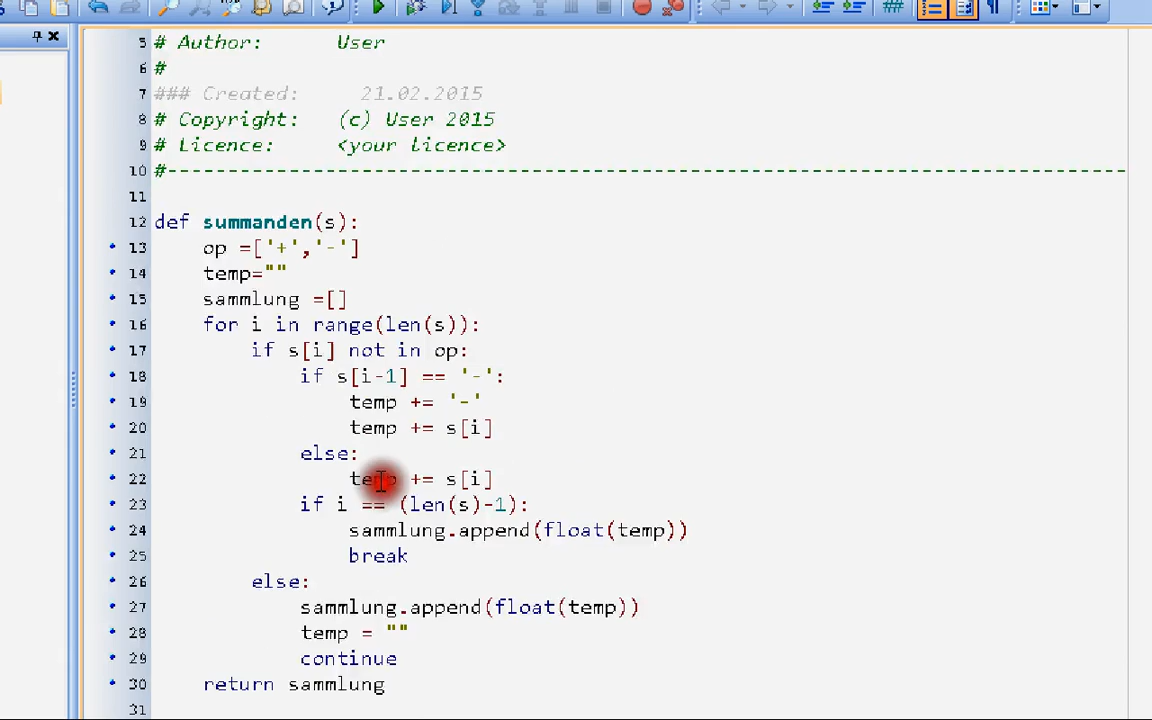 5 # Author:      User
6 #
7 ### Created:     21.02.2015
8 # Copyright:   (c) User 2015
9 # Licence:     <your licence>
10 #-------------------------------------------------------------------------------
11
12 def summanden(s):
13     op =['+','-']
14     temp=""
15     sammlung =[]
16     for i in range(len(s)):
17         if s[i] not in op:
18             if s[i-1] == '-':
19                 temp += '-'
20                 temp += s[i]
21             else:
22                 temp += s[i]
23             if i == (len(s)-1):
24                 sammlung.append(float(temp))
25                 break
26         else:
27             sammlung.append(float(temp))
28             temp = ""
29             continue
30     return sammlung
31